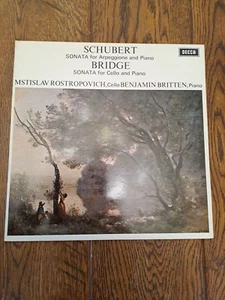 SCHUBERT
DECCA
SONATA for Arpeggione and Piano
BRIDGE
SONATA for Cello and Piano
MSTISLAV ROSTROPOVICH, Cello BENJAMIN BRITTEN, Piano